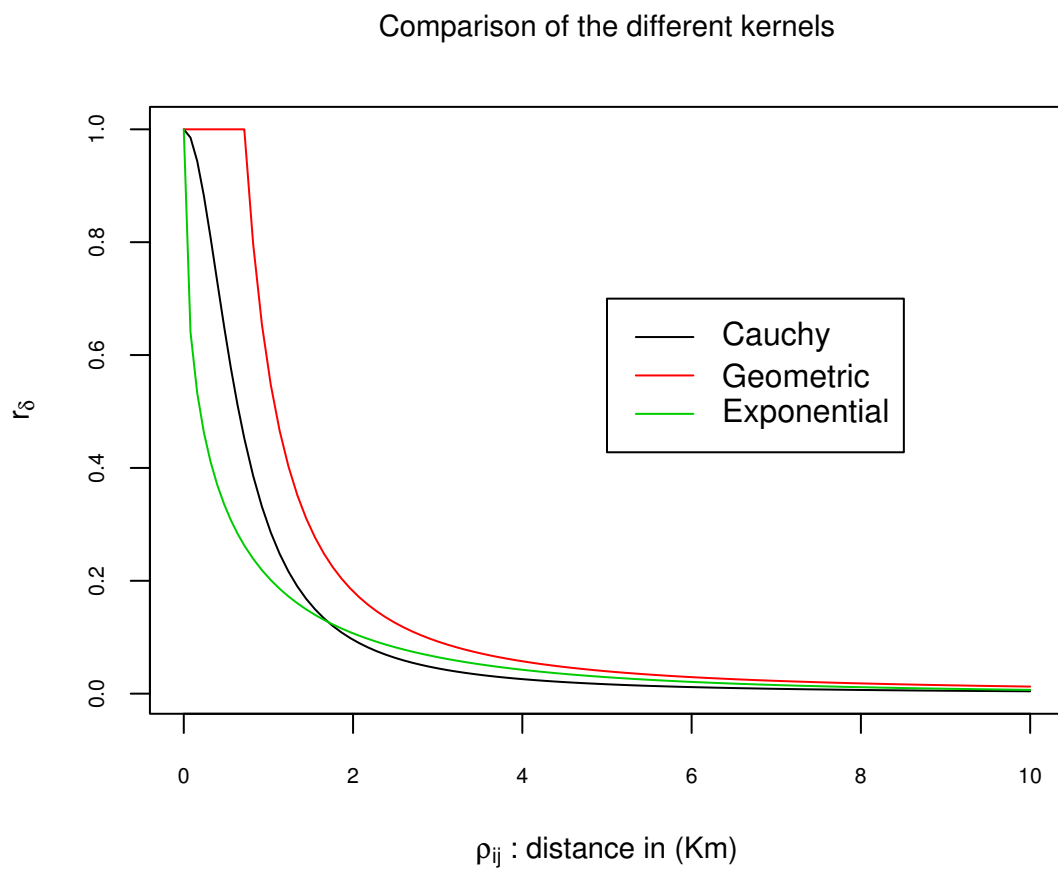 Comparison of the different kernels
1.0
0.8
0.6
0.4
0.2
0.0
rδ
Cauchy
Geometric
Exponential
0 2 4 6 8 10
ρij : distance in (Km)